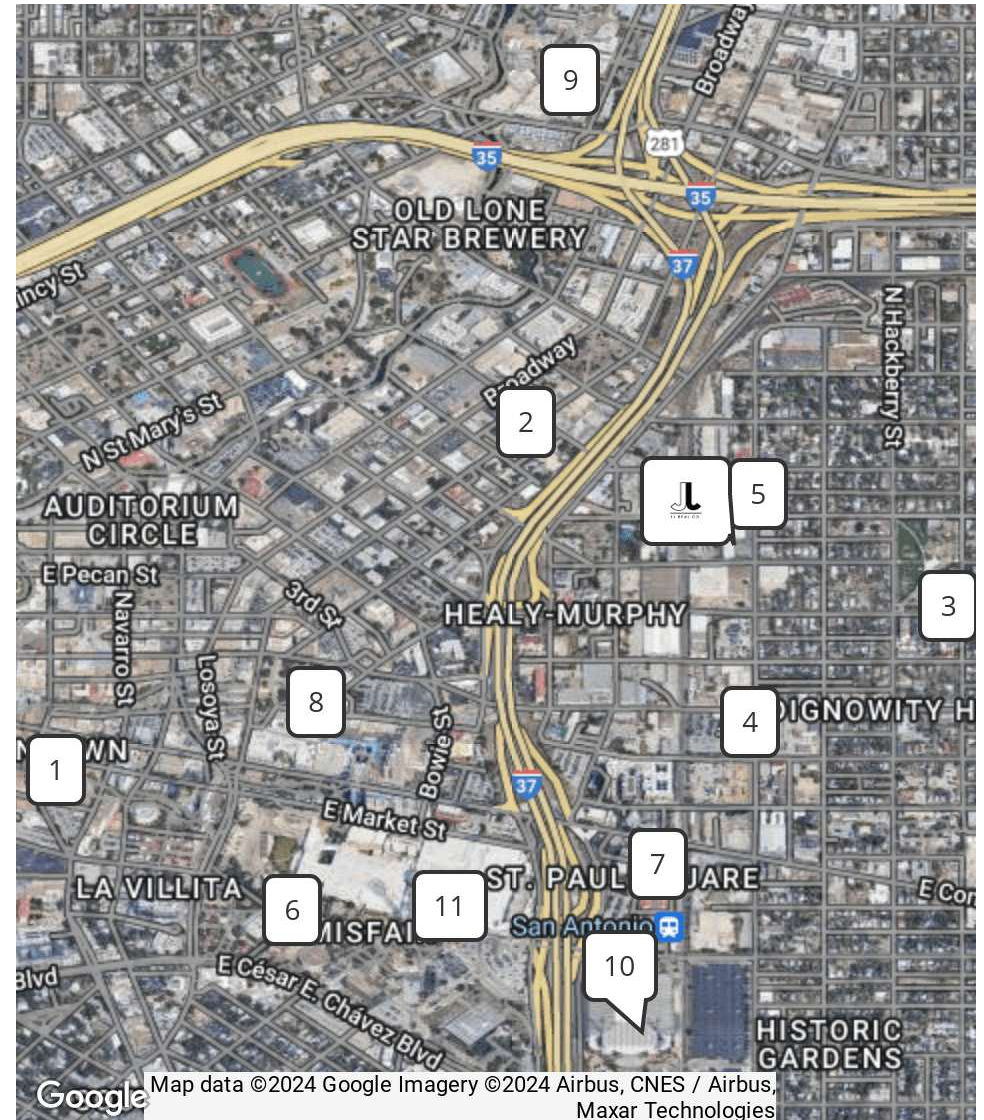 Broadway
9
281
35
35
OLD LONE
STAR BREWERY
37
incy St
N Hackberry St
Broadway
N St Mary's St
2
5
AUDITORIUM
CIRCLE
E Pecan St
3rd St
3
HEALY-MURPHY
Navarro St
Losoya St
8
4
DIGNOWITY H
Bowie St
N
WN
1
37
E Market St
7
ST. PAUL
UARE
LA VILLITA
E Con
6
11
MISFAI
San Antonio
10
Blvd
E César E. Chávez Blvd
HISTORIC
GARDENS
Google
Map data ©2024 Google Imagery ©2024 Airbus, CNES / Airbus,
Maxar Technologies